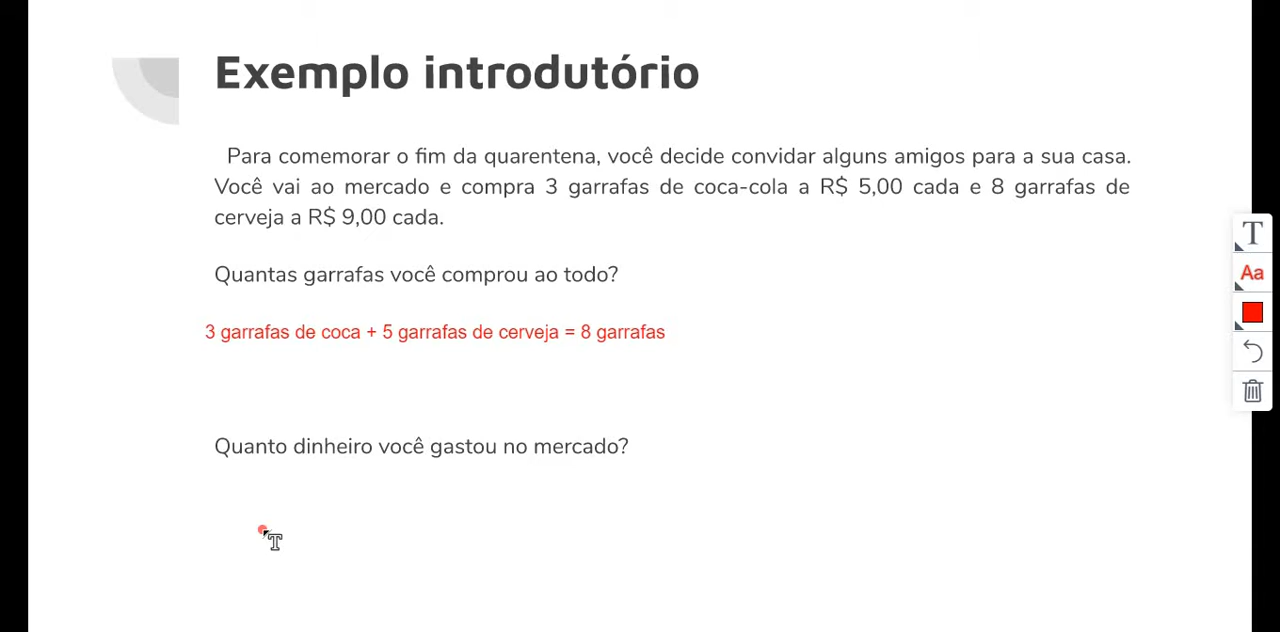 Exemplo introdutório
Para comemorar o fim da quarentena, você decide convidar alguns amigos para a sua casa.
Você vai ao mercado e compra 3 garrafas de coca-cola a R$ 5,00 cada e 8 garrafas de
cerveja a R$ 9,00 cada.
Quantas garrafas você comprou ao todo?
3 garrafas de coca + 5 garrafas de cerveja = 8 garrafas
Quanto dinheiro você gastou no mercado?
T
Aa